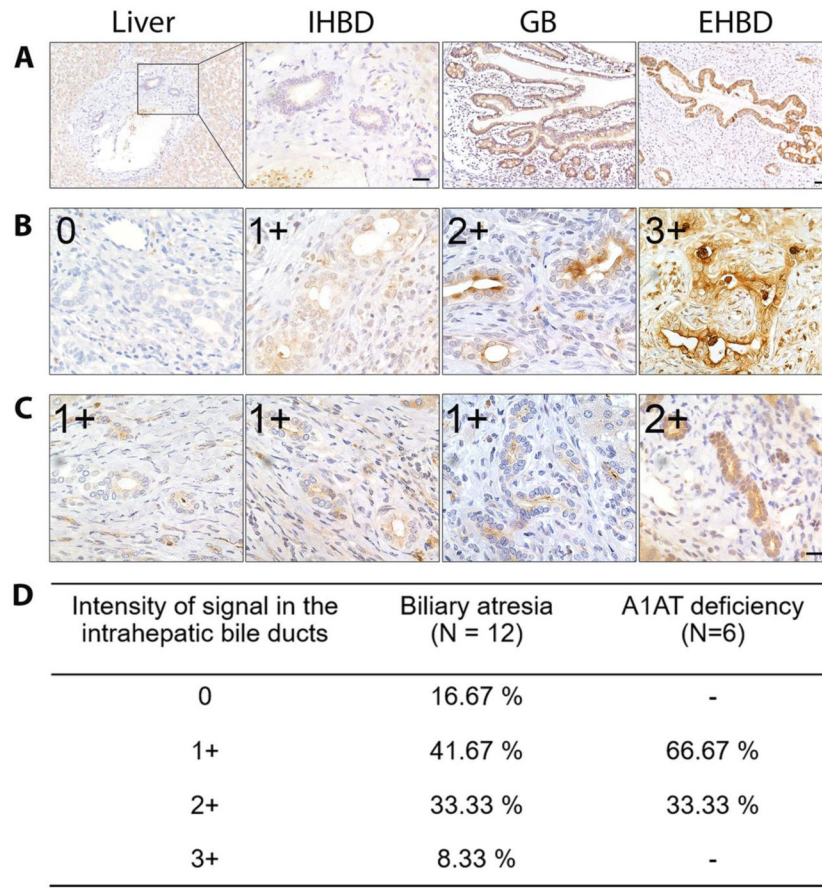 Liver IHBD GB EHBD
A
B 0 1+ 2+ 3+
C 1+ 1+ 1+ 2+
D
Intensity of signal in the Biliary atresia A1AT deficiency
intrahepatic bile ducts (N = 12) (N=6)
0 16.67 % -
1+ 41.67 % 66.67 %
2+ 33.33 % 33.33 %
3+ 8.33 % -